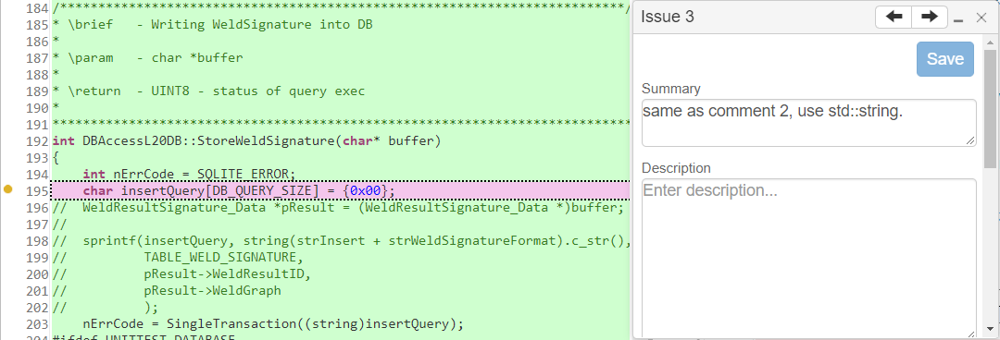 184 /**************************************************************************/
185 * \brief   - Writing WeldSignature into DB
186 *
187 * \param   - char *buffer
188 *
189 * \return  - UINT8 - status of query exec
190 *
191 ****************************************************************************
192 int DBAccessL20DB::StoreWeldSignature(char* buffer)
193 {
194     int nErrCode = SQLITE_ERROR;
195     char insertQuery[DB_QUERY_SIZE] = {0x00};
196 //  WeldResultSignature_Data *pResult = (WeldResultSignature_Data *)buffer;
197 //
198 //  sprintf(insertQuery, string(strInsert + strWeldSignatureFormat).c_str(),
199 //          TABLE_WELD_SIGNATURE,
200 //          pResult->WeldResultID,
201 //          pResult->WeldGraph
202 //          );
203     nErrCode = SingleTransaction((string)insertQuery);
204 #ifdef UNITTEST_DATABASE
Issue 3
Save
Summary
same as comment 2, use std::string.
Description
Enter description...